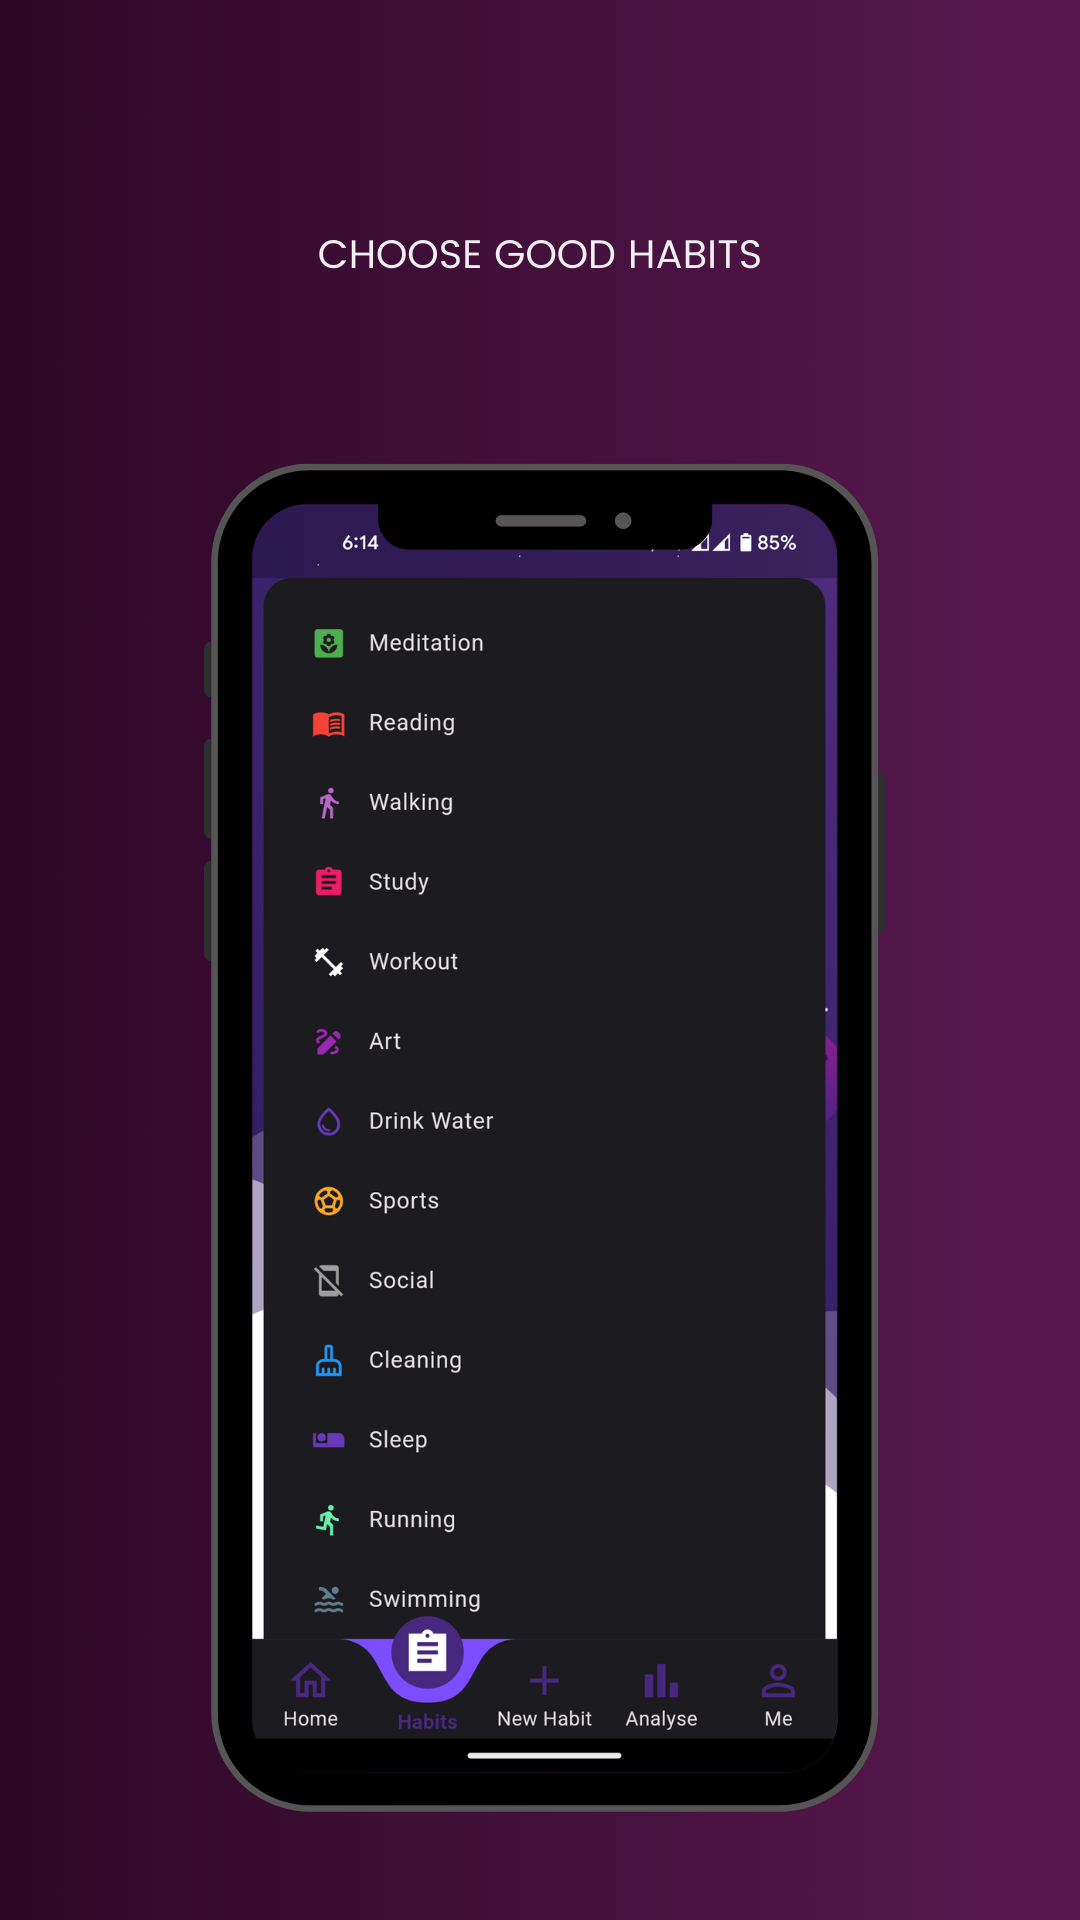 CHOOSE GOOD HABITS
6:14
85%
Meditation
Reading
Walking
Study
Workout
Art
Drink Water
Sports
Social
Cleaning
Sleep
Running
Swimming
Home
Habits
New Habit
Analyse
Me